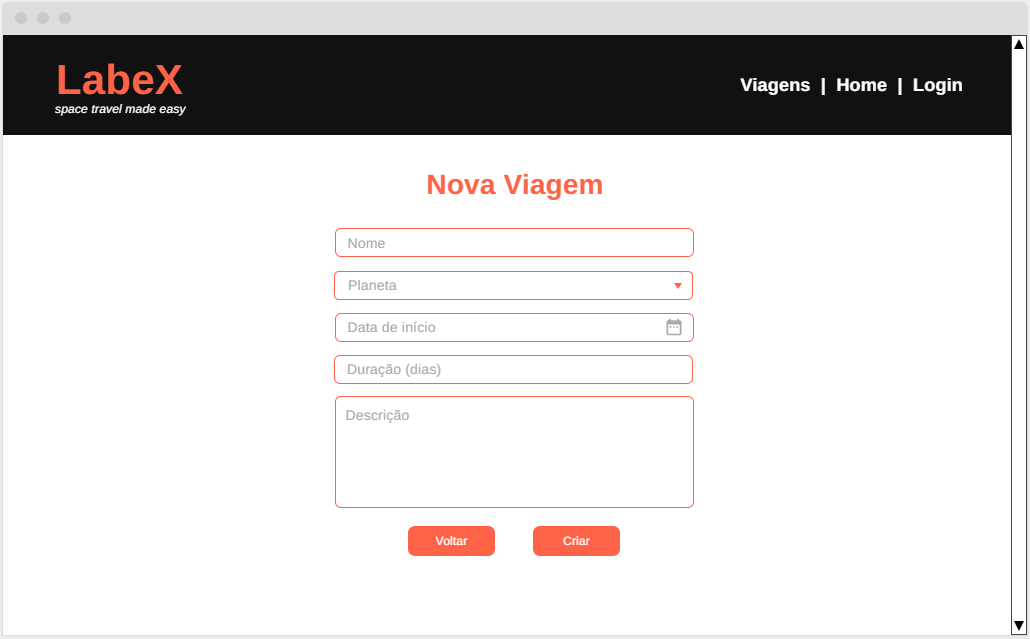 LabeX
space travel made easy
Viagens | Home | Login
Nova Viagem
Nome
Planeta
Data de início
Duração (dias)
Descrição
Voltar
Criar